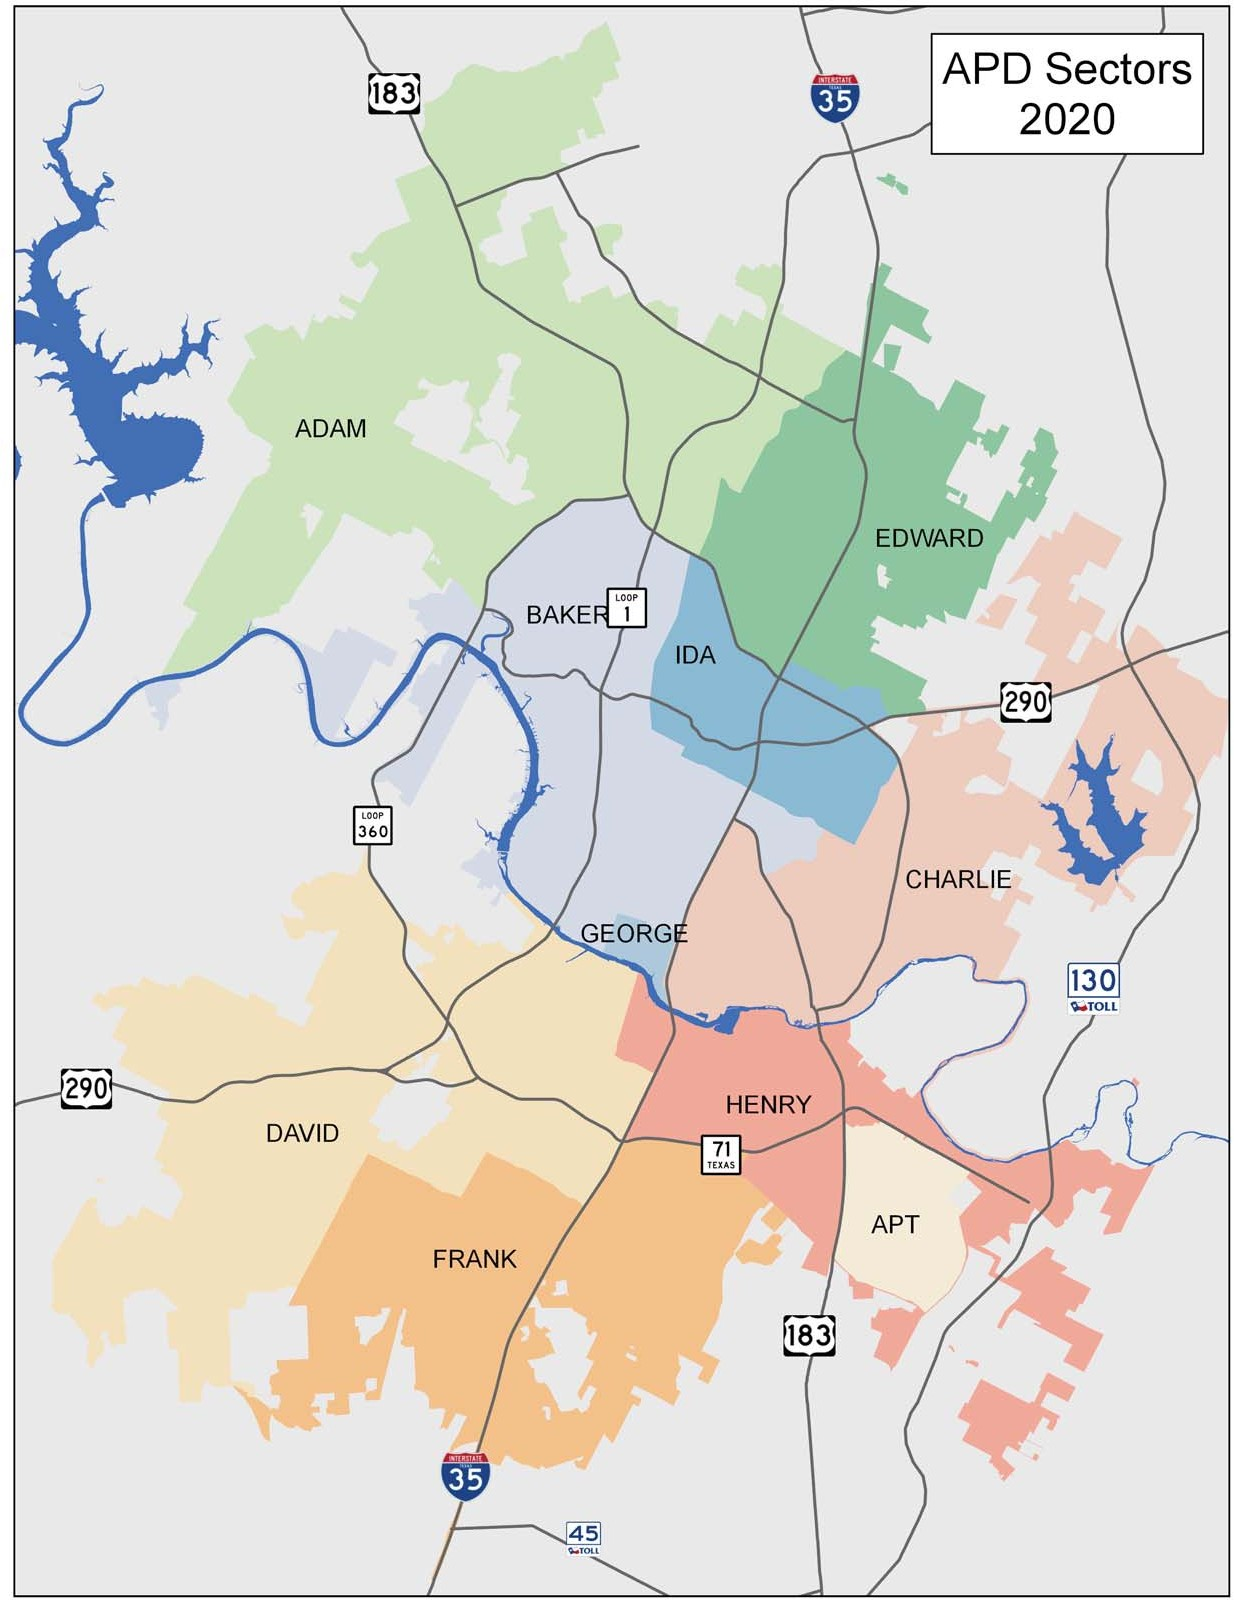 APD Sectors
2020
183
INTERSTATE
TEXAS
35
ADAM
EDWARD
BAKER
LOOP
1
IDA
290
LOOP
360
CHARLIE
GEORGE
130
TOLL
290
HENRY
DAVID
71
TEXAS
APT
FRANK
183
INTERSTATE
TEXAS
35
45
TOLL